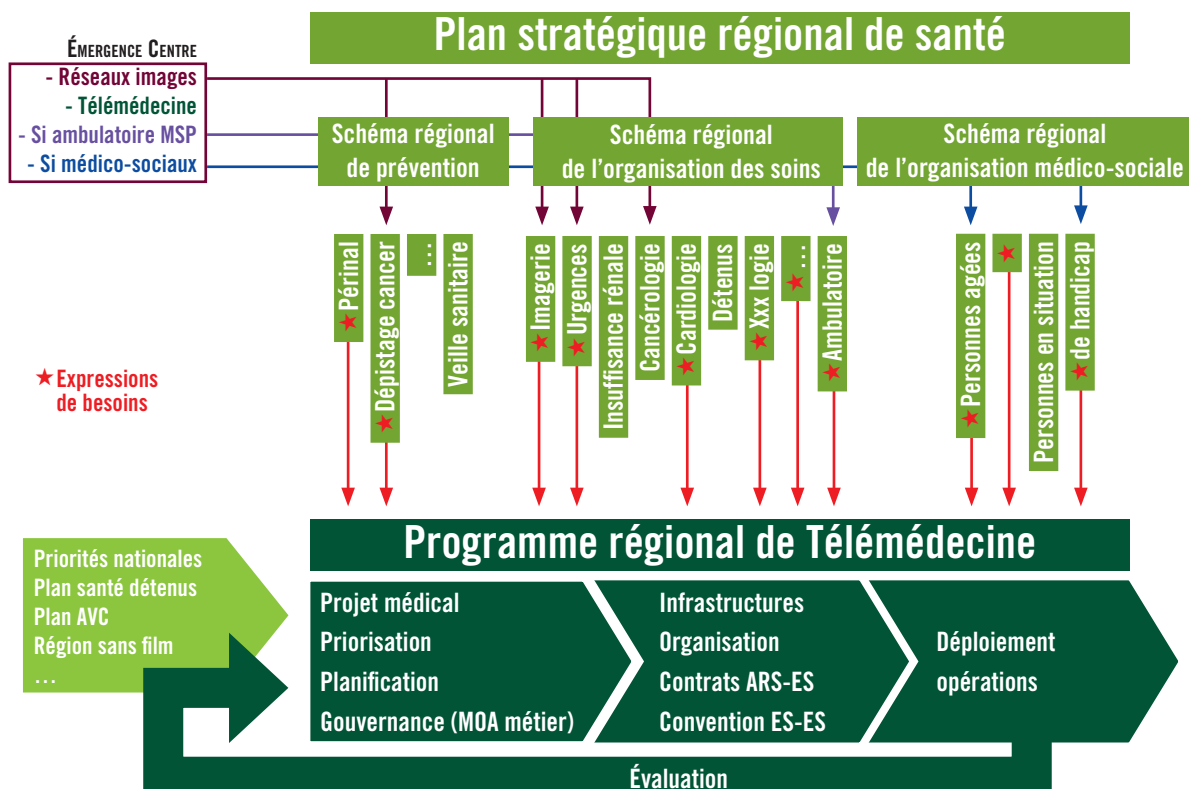 Plan stratégique régional de santé
Émergence Centre
- Réseaux images
- Télémédecine
- Si ambulatoire MSP
- Si médico-sociaux
Schéma régional
de prévention
Schéma régional
de l'organisation des soins
Schéma régional
de l'organisation médico-sociale
Périnal
Dépistage cancer
...
Veille sanitaire
Imagerie
Urgences
Insuffisance rénale
Cancérologie
Cardiologie
Détenus
Xxx logie
...
Ambulatoire
Personnes agées
Personnes en situation
de handicap
★ Expressions
de besoins
Programme régional de Télémédecine
Priorités nationales
Plan santé détenus
Plan AVC
Région sans film
...
Projet médical
Priorisation
Planification
Gouvernance (MOA métier)
Infrastructures
Organisation
Contrats ARS-ES
Convention ES-ES
Déploiement
opérations
Évaluation